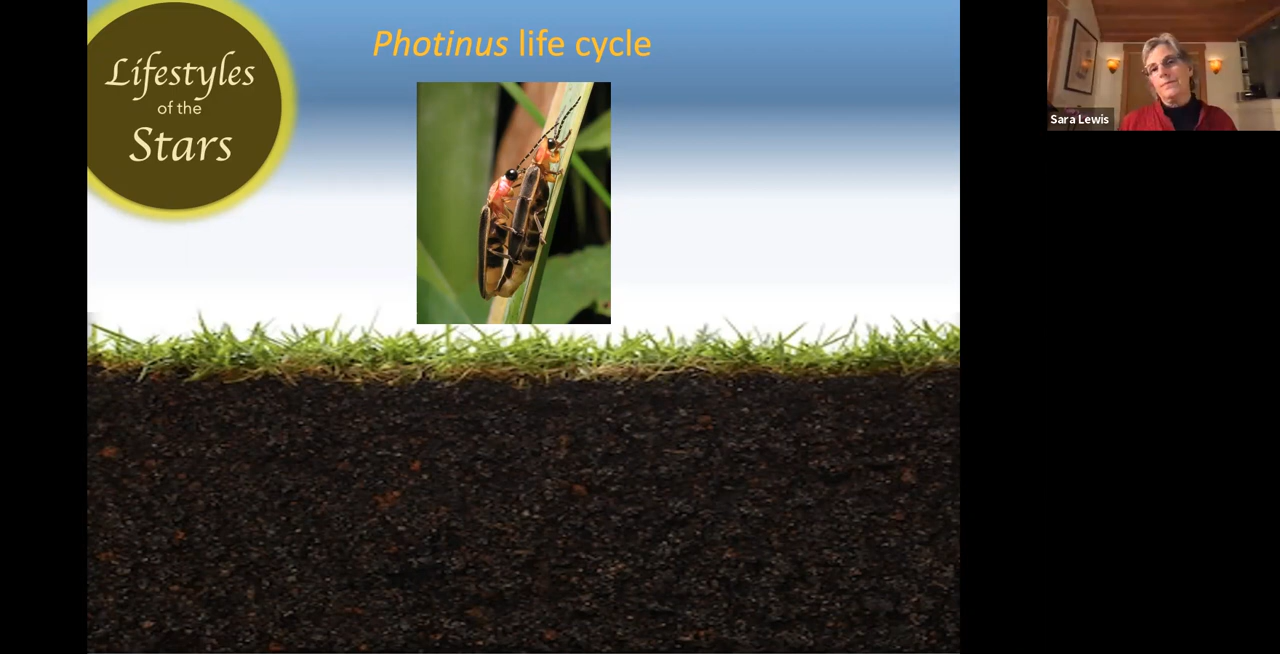 Photinus life cycle
Lifestyles
of the
Stars
Sara Lewis